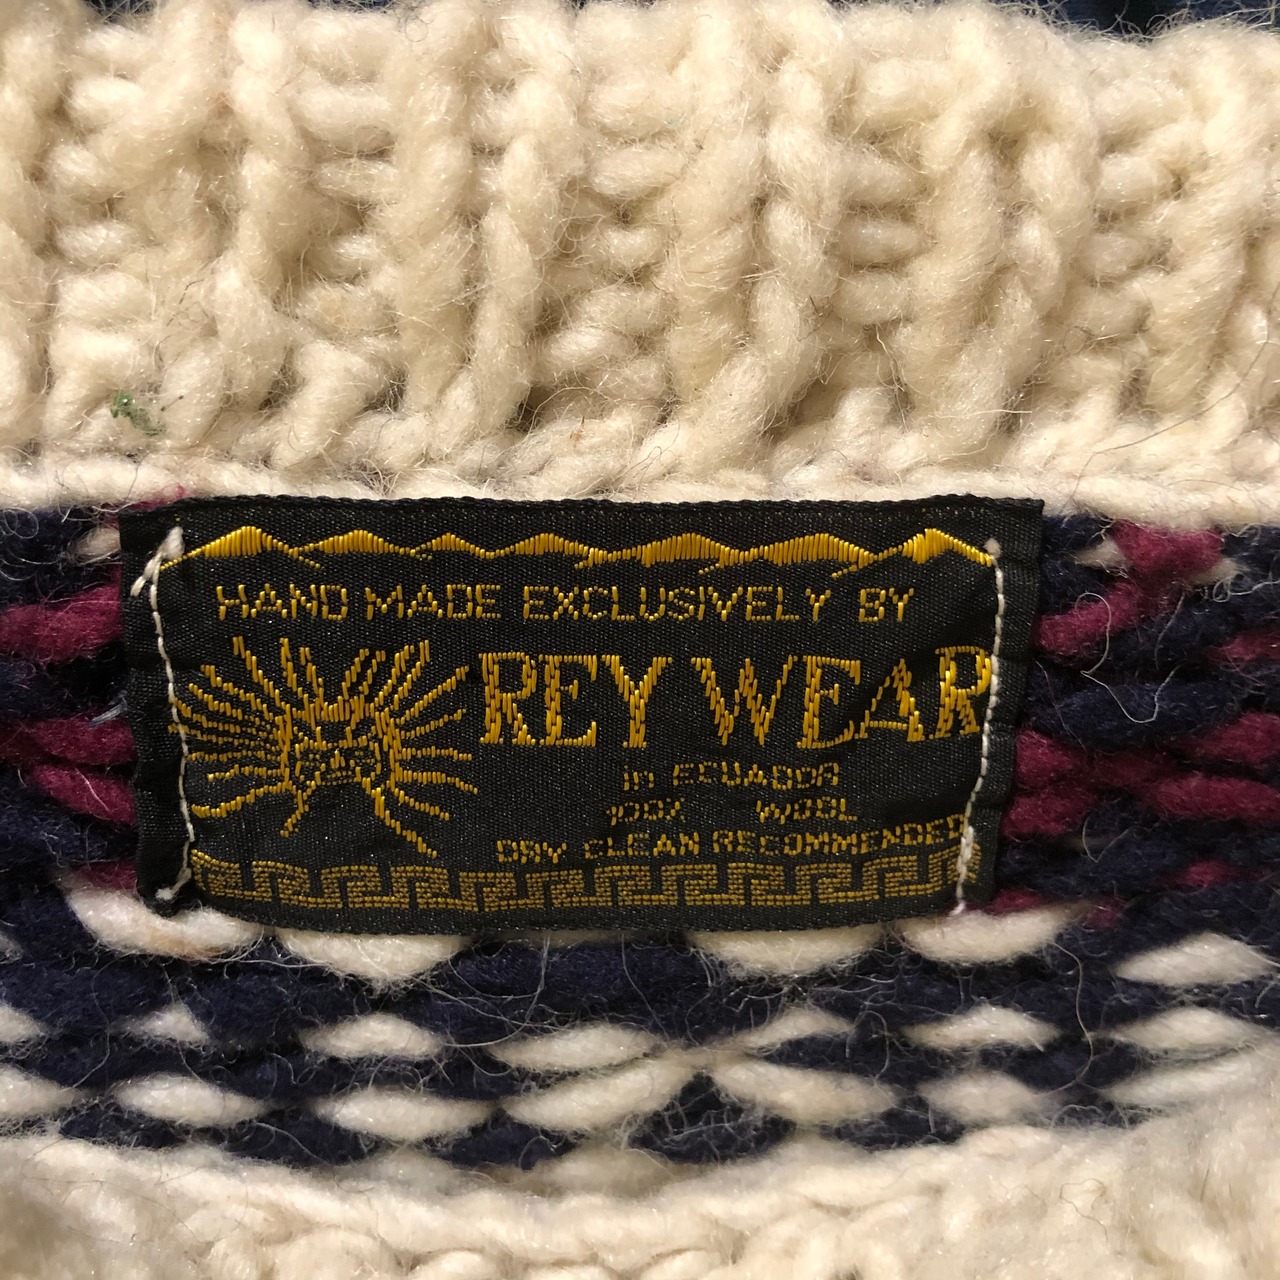 HAND MADE EXCLUSIVELY BY
REY WEAR
in ECUADOR
100% WOOL
DRY CLEAN RECOMMENDED